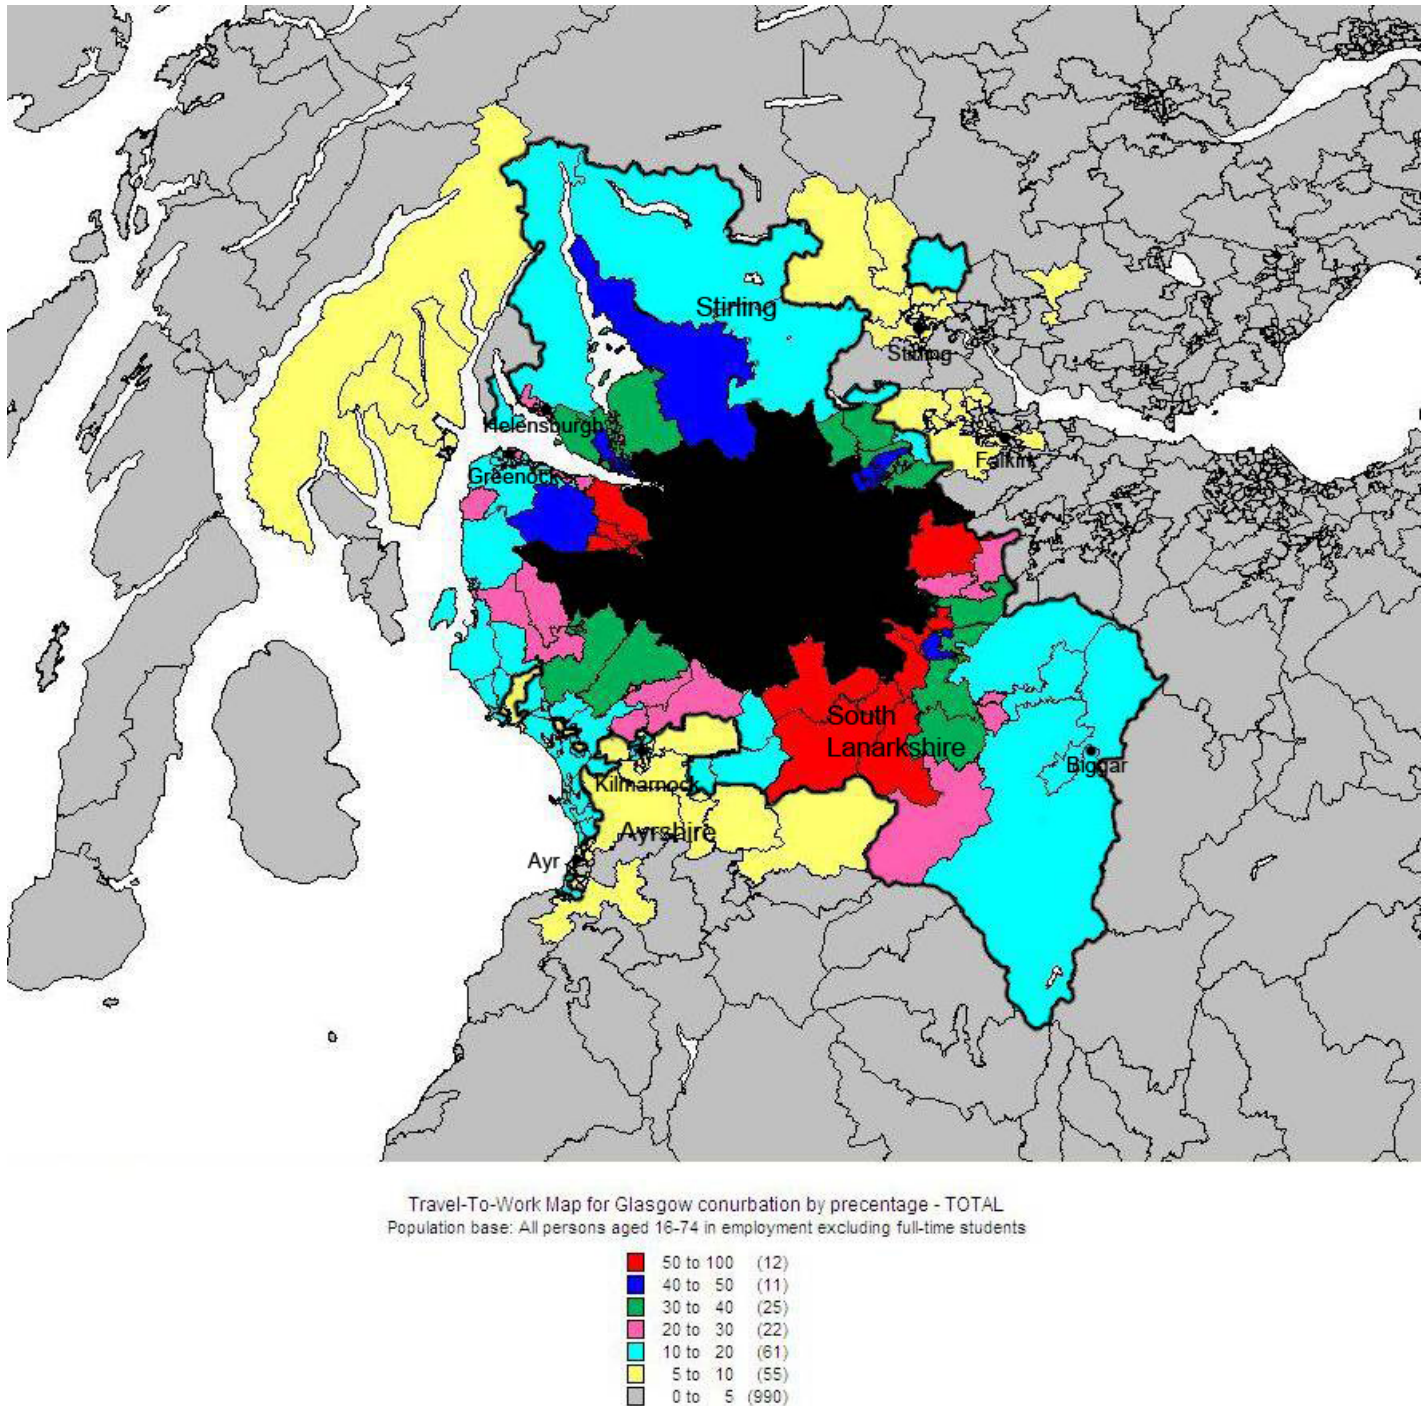 Stirling
Stirling
Helensburgh
Falkirk
Greenock
South
Lanarkshire
Biggar
Kilmarnock
Ayrshire
Ayr
Travel-To-Work Map for Glasgow conurbation by precentage - TOTAL
Population base: All persons aged 16-74 in employment excluding full-time students
50 to 100 (12)
40 to 50 (11)
30 to 40 (25)
20 to 30 (22)
10 to 20 (61)
5 to 10 (55)
0 to 5 (990)